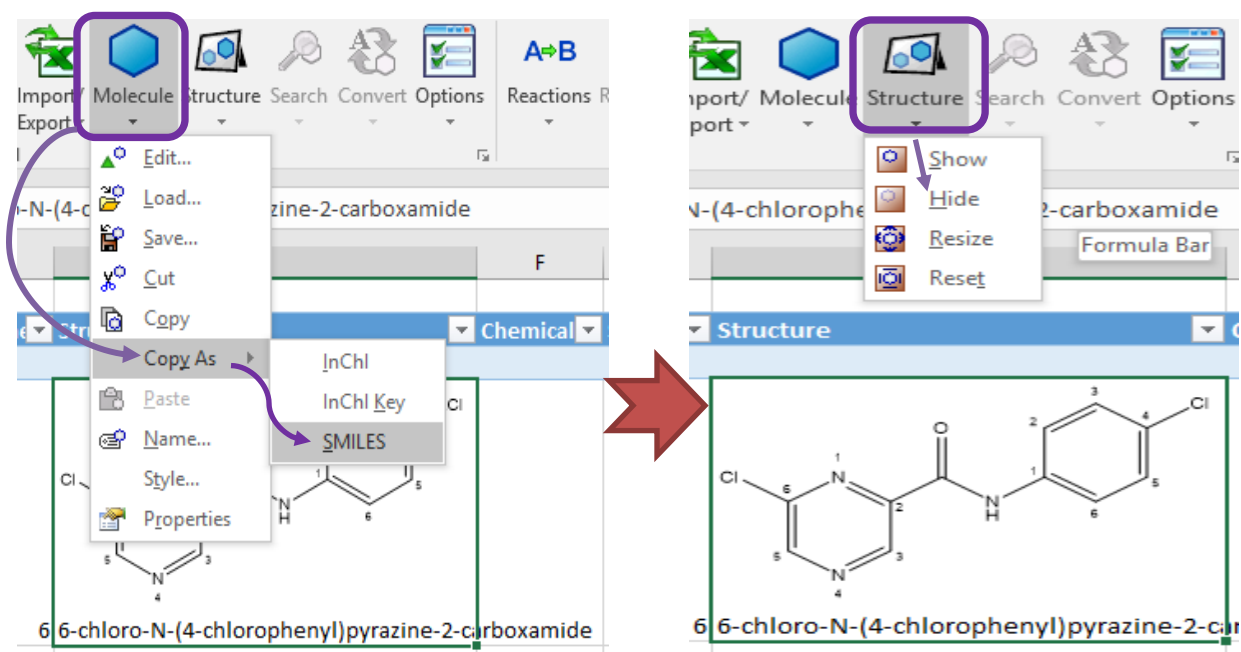 A⇨B
Import/ Molecule Structure Search Convert Options Reactions R
Export
Edit...
Load...
-N-(4-c zine-2-carboxamide
Save...
F
Cut
Copy
Chemical
Copy As
InChI
InChI Key
Paste
Cl
SMILES
Name...
Style...
Cl
1
5
Properties
N
H
6
5
3
N
4
6 6-chloro-N-(4-chlorophenyl)pyrazine-2-carboxamide
nport/ Molecule Structure Search Convert Options
port
Show
N-(4-chlorophe 2-carboxamide
Hide
Resize
Formula Bar
Reset
Structure
3
Cl
O
2
4
1
1
Cl
6
N
5
2
N
H
6
5
3
N
4
6 6-chloro-N-(4-chlorophenyl)pyrazine-2-car